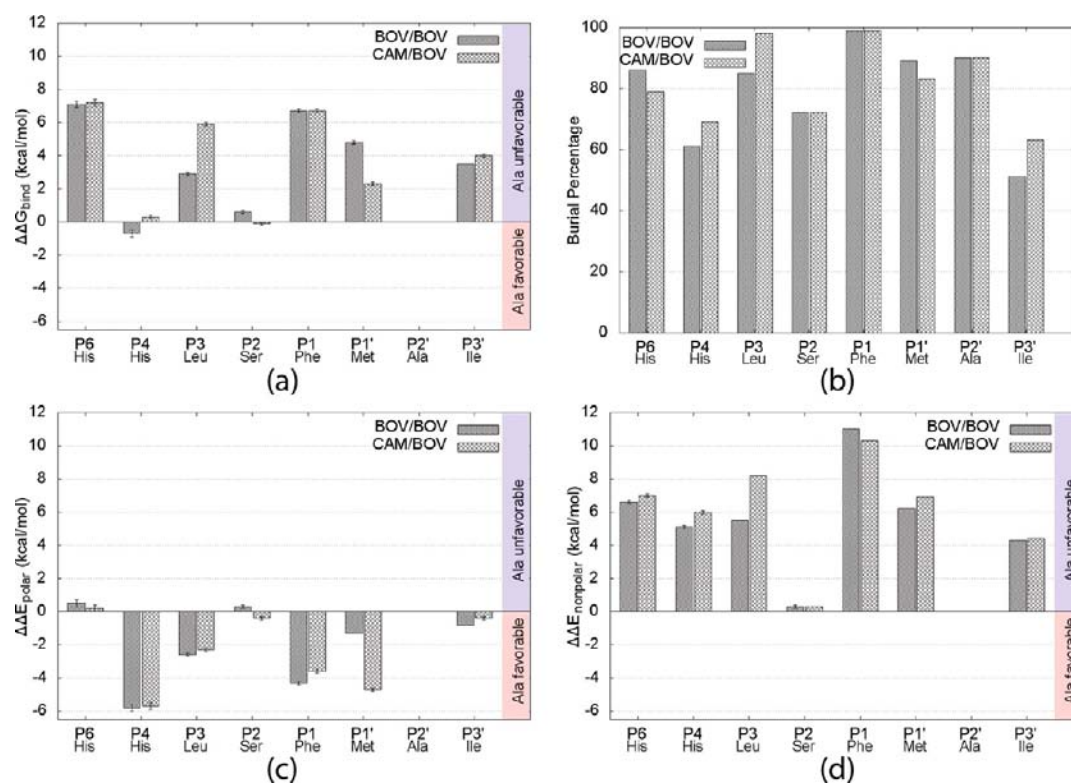 12
10
8
6
4
2
0
-2
-4
-6
ΔΔG_bind (kcal/mol)
BOV/BOV
CAM/BOV
Ala unfavorable
Ala favorable
P6 P4 P3 P2 P1 P1' P2' P3'
His His Leu Ser Phe Met Ala Ile
(a)
100
80
60
40
20
0
Burial Percentage
BOV/BOV
CAM/BOV
P6 P4 P3 P2 P1 P1' P2' P3'
His His Leu Ser Phe Met Ala Ile
(b)
12
10
8
6
4
2
0
-2
-4
-6
ΔΔE_polar (kcal/mol)
BOV/BOV
CAM/BOV
Ala unfavorable
Ala favorable
P6 P4 P3 P2 P1 P1' P2' P3'
His His Leu Ser Phe Met Ala Ile
(c)
12
10
8
6
4
2
0
-2
-4
-6
ΔΔE_nonpolar (kcal/mol)
BOV/BOV
CAM/BOV
Ala unfavorable
Ala favorable
P6 P4 P3 P2 P1 P1' P2' P3'
His His Leu Ser Phe Met Ala Ile
(d)